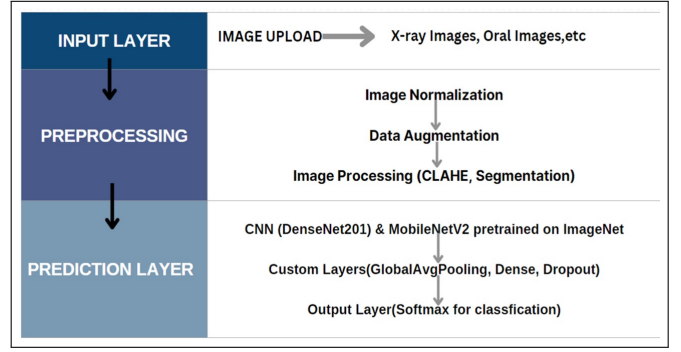 INPUT LAYER
IMAGE UPLOAD
X-ray Images, Oral Images,etc
PREPROCESSING
Image Normalization
Data Augmentation
Image Processing (CLAHE, Segmentation)
PREDICTION LAYER
CNN (DenseNet201) & MobileNetV2 pretrained on ImageNet
Custom Layers(GlobalAvgPooling, Dense, Dropout)
Output Layer(Softmax for classfication)